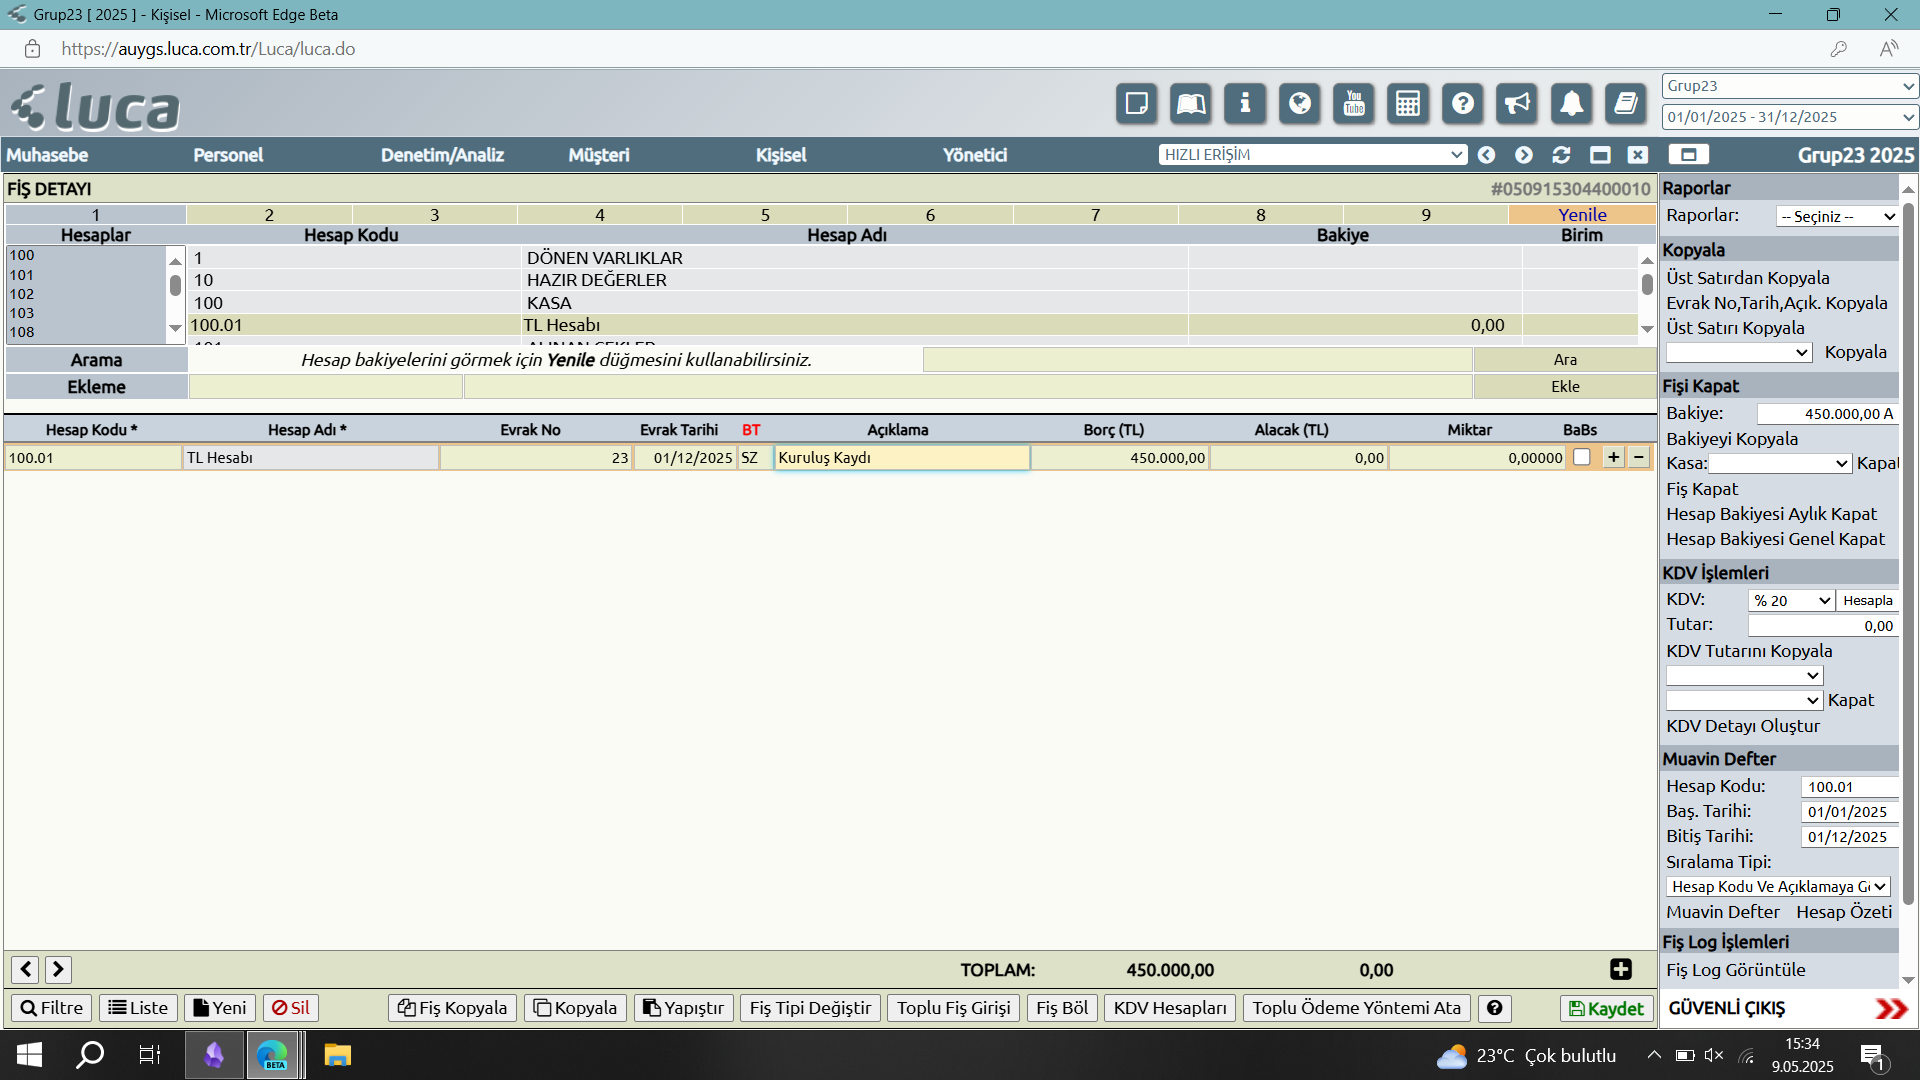 Grup23 [ 2025 ] - Kişisel - Microsoft Edge Beta
https://auygs.luca.com.tr/Luca/luca.do
luca
You Tube
Grup23
01/01/2025 - 31/12/2025
Muhasebe Personel Denetim/Analiz Müşteri Kişisel Yönetici HIZLI ERİŞİM Grup23 2025
FİŞ DETAYI #050915304400010
1 2 3 4 5 6 7 8 9 Yenile
Hesaplar Hesap Kodu Hesap Adı Bakiye Birim
100
101
102
103
108
1 DÖNEN VARLIKLAR
10 HAZIR DEĞERLER
100 KASA
100.01 TL Hesabı 0,00
101 ALINAN ÇEKLER
Arama Hesap bakiyelerini görmek için Yenile düğmesini kullanabilirsiniz. Ara
Ekleme Ekle
Hesap Kodu * Hesap Adı * Evrak No Evrak Tarihi BT Açıklama Borç (TL) Alacak (TL) Miktar BaBs
100.01 TL Hesabı 23 01/12/2025 SZ Kuruluş Kaydı 450.000,00 0,00 0,00000 + −
TOPLAM: 450.000,00 0,00
Filtre Liste Yeni Sil Fiş Kopyala Kopyala Yapıştır Fiş Tipi Değiştir Toplu Fiş Girişi Fiş Böl KDV Hesapları Toplu Ödeme Yöntemi Ata Kaydet
Raporlar
Raporlar: -- Seçiniz --
Kopyala
Üst Satırdan Kopyala
Evrak No,Tarih,Açık. Kopyala
Üst Satırı Kopyala
Kopyala
Fişi Kapat
Bakiye: 450.000,00 A
Bakiyeyi Kopyala
Kasa: Kapat
Fiş Kapat
Hesap Bakiyesi Aylık Kapat
Hesap Bakiyesi Genel Kapat
KDV İşlemleri
KDV: % 20 Hesapla
Tutar: 0,00
KDV Tutarını Kopyala
Kapat
KDV Detayı Oluştur
Muavin Defter
Hesap Kodu: 100.01
Baş. Tarihi: 01/01/2025
Bitiş Tarihi: 01/12/2025
Sıralama Tipi:
Hesap Kodu Ve Açıklamaya G
Muavin Defter Hesap Özeti
Fiş Log İşlemleri
Fiş Log Görüntüle
GÜVENLİ ÇIKIŞ
BETA
23°C Çok bulutlu
15:34
9.05.2025
1